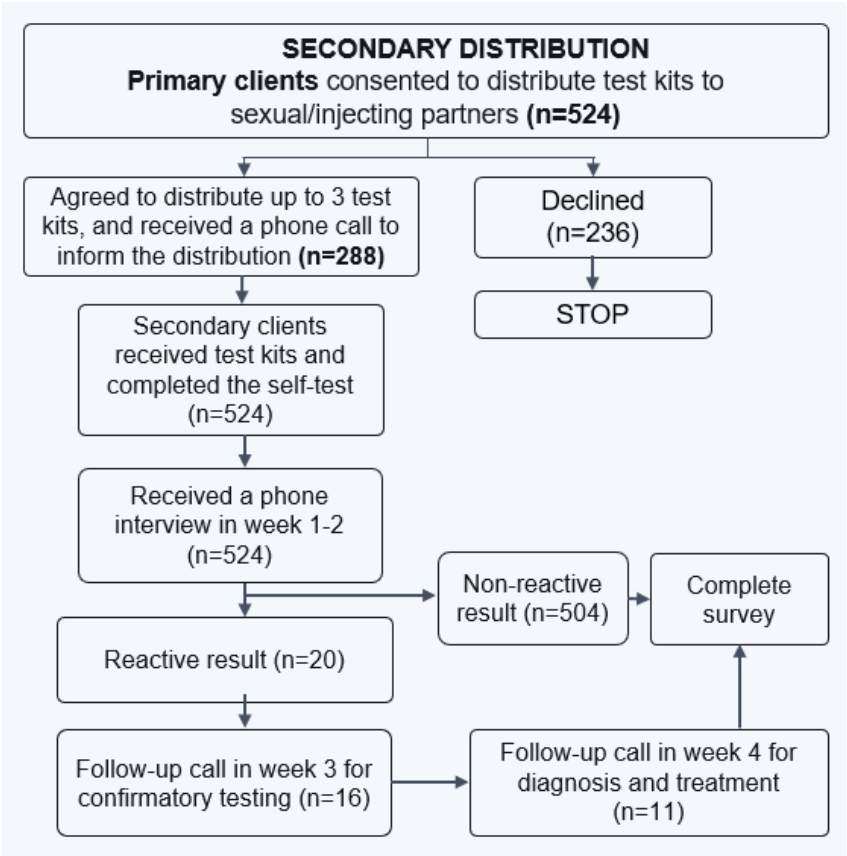 SECONDARY DISTRIBUTION
Primary clients consented to distribute test kits to
sexual/injecting partners (n=524)
Agreed to distribute up to 3 test
kits, and received a phone call to
inform the distribution (n=288)
Declined
(n=236)
STOP
Secondary clients
received test kits and
completed the self-test
(n=524)
Received a phone
interview in week 1-2
(n=524)
Non-reactive
result (n=504)
Complete
survey
Reactive result (n=20)
Follow-up call in week 3 for
confirmatory testing (n=16)
Follow-up call in week 4 for
diagnosis and treatment
(n=11)